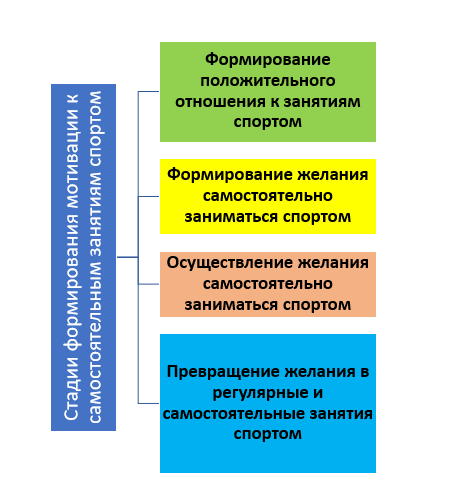 Стадии формирования мотивации к
самостоятельным занятиям спортом
Формирование
положительного
отношения к занятиям
спортом
Формирование желания
самостоятельно
заниматься спортом
Осуществление желания
самостоятельно
заниматься спортом
Превращение желания в
регулярные и
самостоятельные занятия
спортом